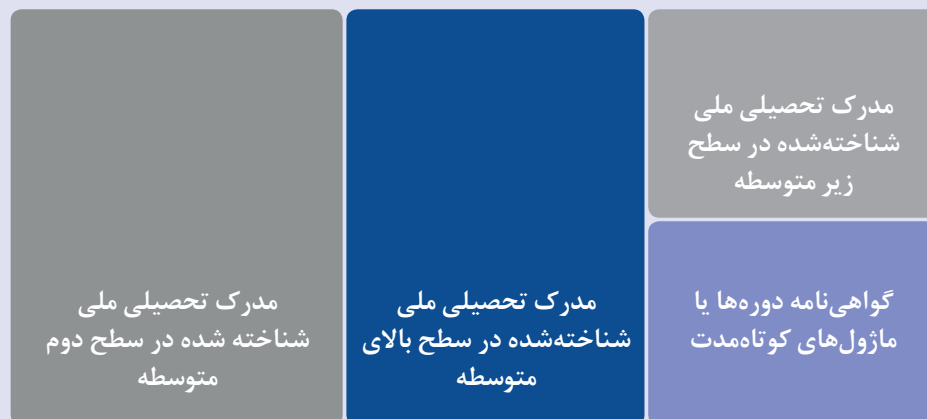 مدرک تحصیلی ملی
شناخته‌شده در سطح
زیر متوسطه
گواهی‌نامه دوره‌ها یا
ماژول‌های کوتاه‌مدت
مدرک تحصیلی ملی
شناخته‌شده در سطح بالای
متوسطه
مدرک تحصیلی ملی
شناخته شده در سطح دوم
متوسطه